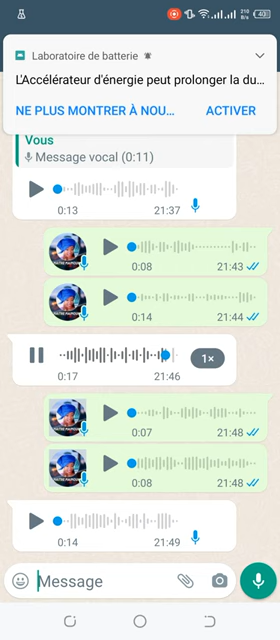 210 B/s 40
Laboratoire de batterie
L'Accélérateur d'énergie peut prolonger la du...
NE PLUS MONTRER À NOU... ACTIVER
Vous
Message vocal (0:11)
0:13 21:37
0:08 21:43
0:14 21:44
1×
0:17 21:46
0:07 21:48
0:08 21:48
0:14 21:49
Message